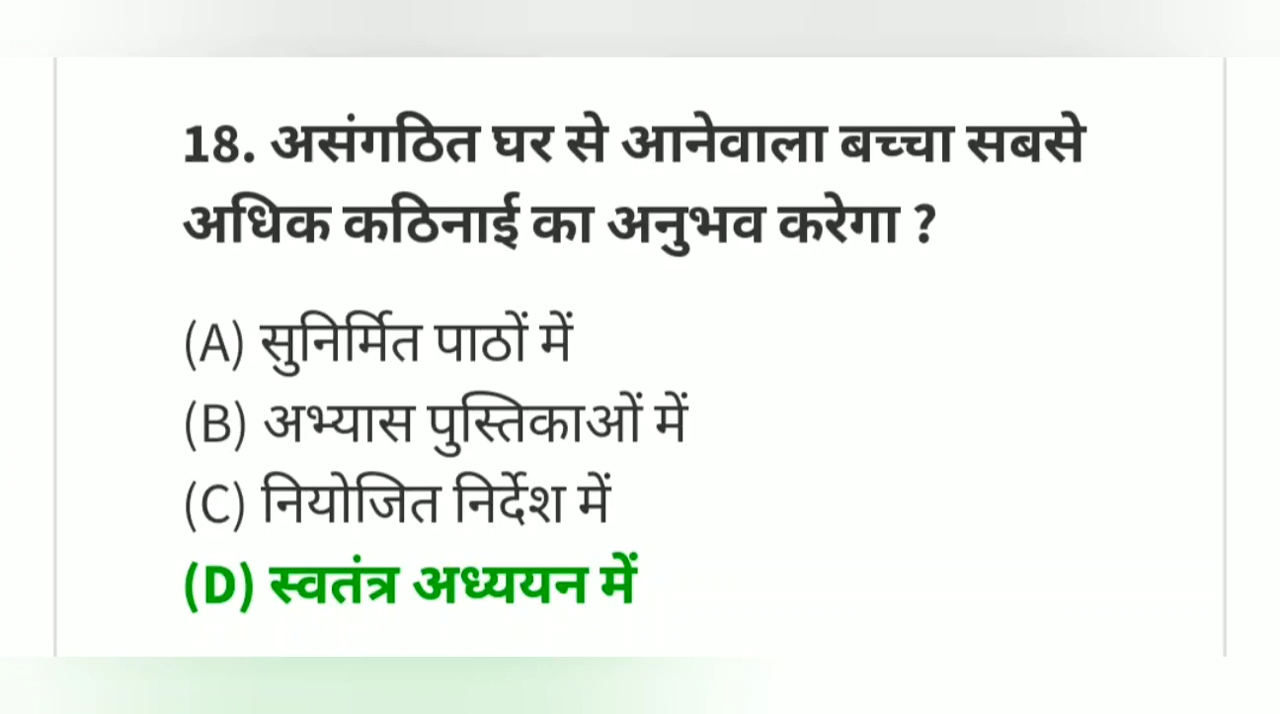 18. असंगठित घर से आनेवाला बच्चा सबसे
अधिक कठिनाई का अनुभव करेगा ?
(A) सुनिर्मित पाठों में
(B) अभ्यास पुस्तिकाओं में
(C) नियोजित निर्देश में
(D) स्वतंत्र अध्ययन में